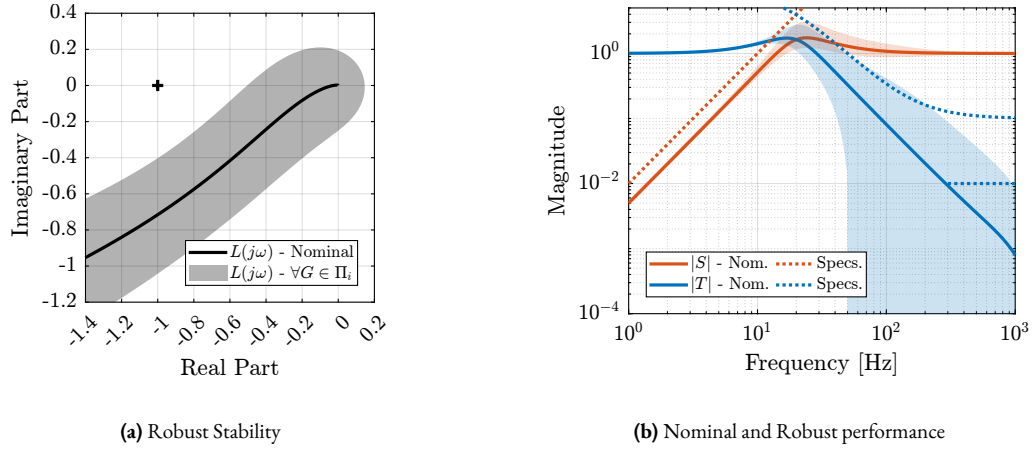 0.4
0.2
0
-0.2
-0.4
-0.6
-0.8
-1
-1.2
Imaginary Part
-1.4
-1.2
-1
-0.8
-0.6
-0.4
-0.2
0
0.2
Real Part
L(jω) - Nominal
L(jω) - ∀G ∈ Π_i
(a) Robust Stability
10^0
10^-2
10^-4
Magnitude
|S| - Nom. Specs.
|T| - Nom. Specs.
10^0
10^1
10^2
10^3
Frequency [Hz]
(b) Nominal and Robust performance